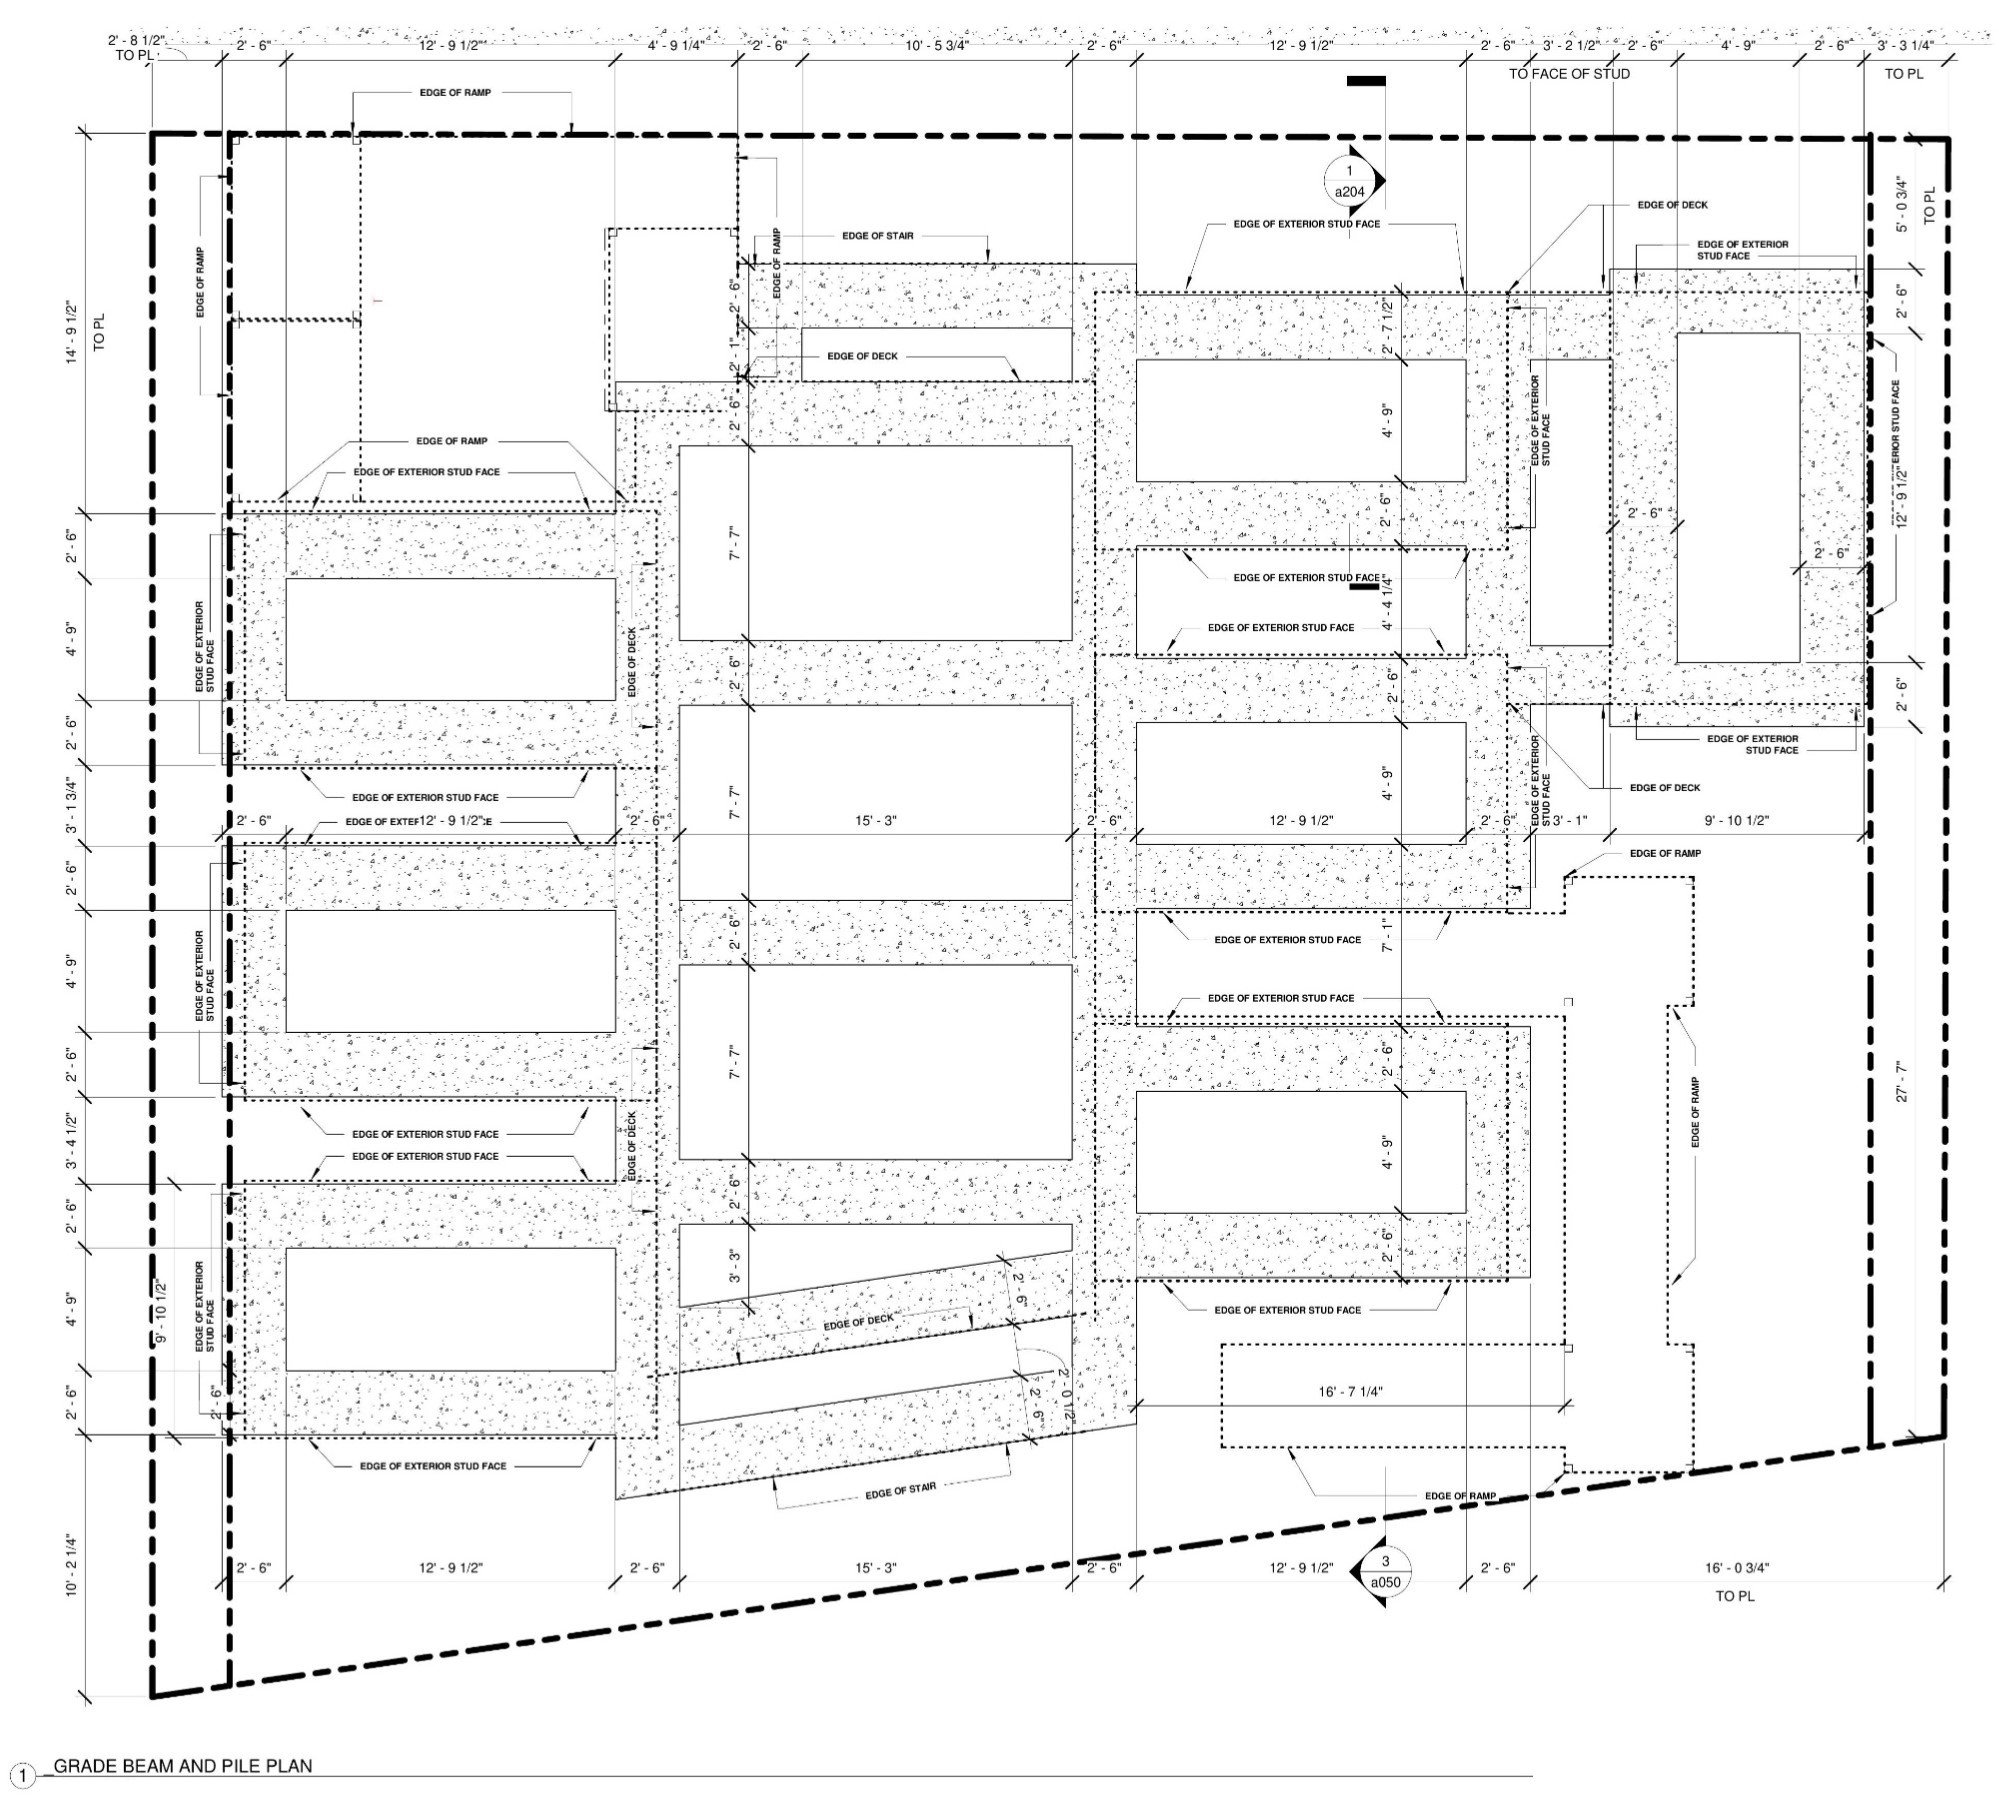 2' - 8 1/2"
TO PL
2' - 6"
12' - 9 1/2"
4' - 9 1/4"
2' - 6"
10' - 5 3/4"
2' - 6"
12' - 9 1/2"
2' - 6"
3' - 2 1/2"
2' - 6"
4' - 9"
2' - 6"
3' - 3 1/4"
TO FACE OF STUD
TO PL
EDGE OF RAMP
1
a204
EDGE OF DECK
5' - 0 3/4"
TO PL
EDGE OF EXTERIOR STUD FACE
EDGE OF STAIR
EDGE OF EXTERIOR
STUD FACE
EDGE OF RAMP
EDGE OF RAMP
14' - 9 1/2"
TO PL
2' - 6"
2' - 1"
2' - 6"
EDGE OF DECK
2' - 7 1/2"
4' - 9"
2' - 6"
2' - 6"
EDGE OF EXTERIOR
STUD FACE
ERIOR STUD FACE
12' - 9 1/2"
EDGE OF RAMP
EDGE OF EXTERIOR STUD FACE
2' - 6"
2' - 6"
7' - 7"
2' - 6"
EDGE OF EXTERIOR STUD FACE
4' - 4 1/4"
EDGE OF EXTERIOR STUD FACE
4' - 9"
EDGE OF EXTERIOR
STUD FACE
EDGE OF DECK
2' - 6"
2' - 6"
2' - 6"
2' - 6"
EDGE OF EXTERIOR
STUD FACE
3' - 1 3/4"
EDGE OF EXTERIOR STUD FACE
7' - 7"
4' - 9"
EDGE OF EXTERIOR
STUD FACE
EDGE OF DECK
2' - 6"
EDGE OF EXTER
12' - 9 1/2"
E
2' - 6"
15' - 3"
2' - 6"
12' - 9 1/2"
2' - 6"
3' - 1"
9' - 10 1/2"
EDGE OF RAMP
2' - 6"
2' - 6"
EDGE OF EXTERIOR STUD FACE
7' - 1"
4' - 9"
EDGE OF EXTERIOR
STUD FACE
EDGE OF EXTERIOR STUD FACE
2' - 6"
7' - 7"
2' - 6"
27' - 7"
EDGE OF RAMP
3' - 4 1/2"
EDGE OF EXTERIOR STUD FACE
EDGE OF EXTERIOR STUD FACE
EDGE OF DECK
4' - 9"
2' - 6"
2' - 6"
2' - 6"
4' - 9"
9' - 10 1/2"
EDGE OF EXTERIOR
STUD FACE
3' - 3"
2' - 6"
EDGE OF DECK
EDGE OF EXTERIOR STUD FACE
2' - 6"
2' - 6"
2' - 6"
2' - 0 1/2"
16' - 7 1/4"
EDGE OF EXTERIOR STUD FACE
EDGE OF STAIR
EDGE OF RAMP
10' - 2 1/4"
2' - 6"
12' - 9 1/2"
2' - 6"
15' - 3"
2' - 6"
12' - 9 1/2"
3
a050
2' - 6"
16' - 0 3/4"
TO PL
1
_GRADE BEAM AND PILE PLAN